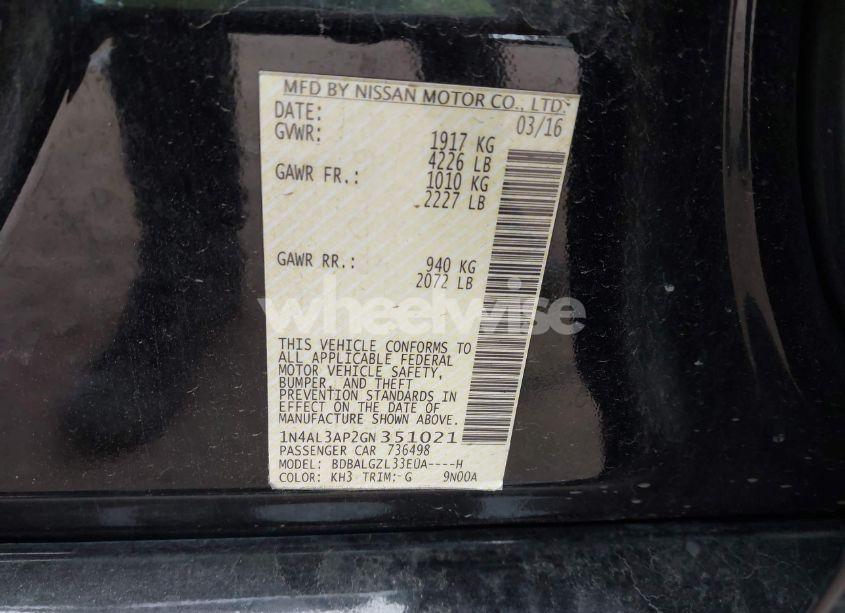 MFD BY NISSAN MOTOR CO., LTD.
DATE: 03/16
GVWR: 1917 KG
4226 LB
GAWR FR.: 1010 KG
2227 LB
GAWR RR.: 940 KG
2072 LB
wheelwise
THIS VEHICLE CONFORMS TO
ALL APPLICABLE FEDERAL
MOTOR VEHICLE SAFETY,
BUMPER, AND THEFT
PREVENTION STANDARDS IN
EFFECT ON THE DATE OF
MANUFACTURE SHOWN ABOVE.
1N4AL3AP2GN351021
PASSENGER CAR 736498
MODEL: BDBALGZL33EUA----H
COLOR: KH3 TRIM: G 9N00A